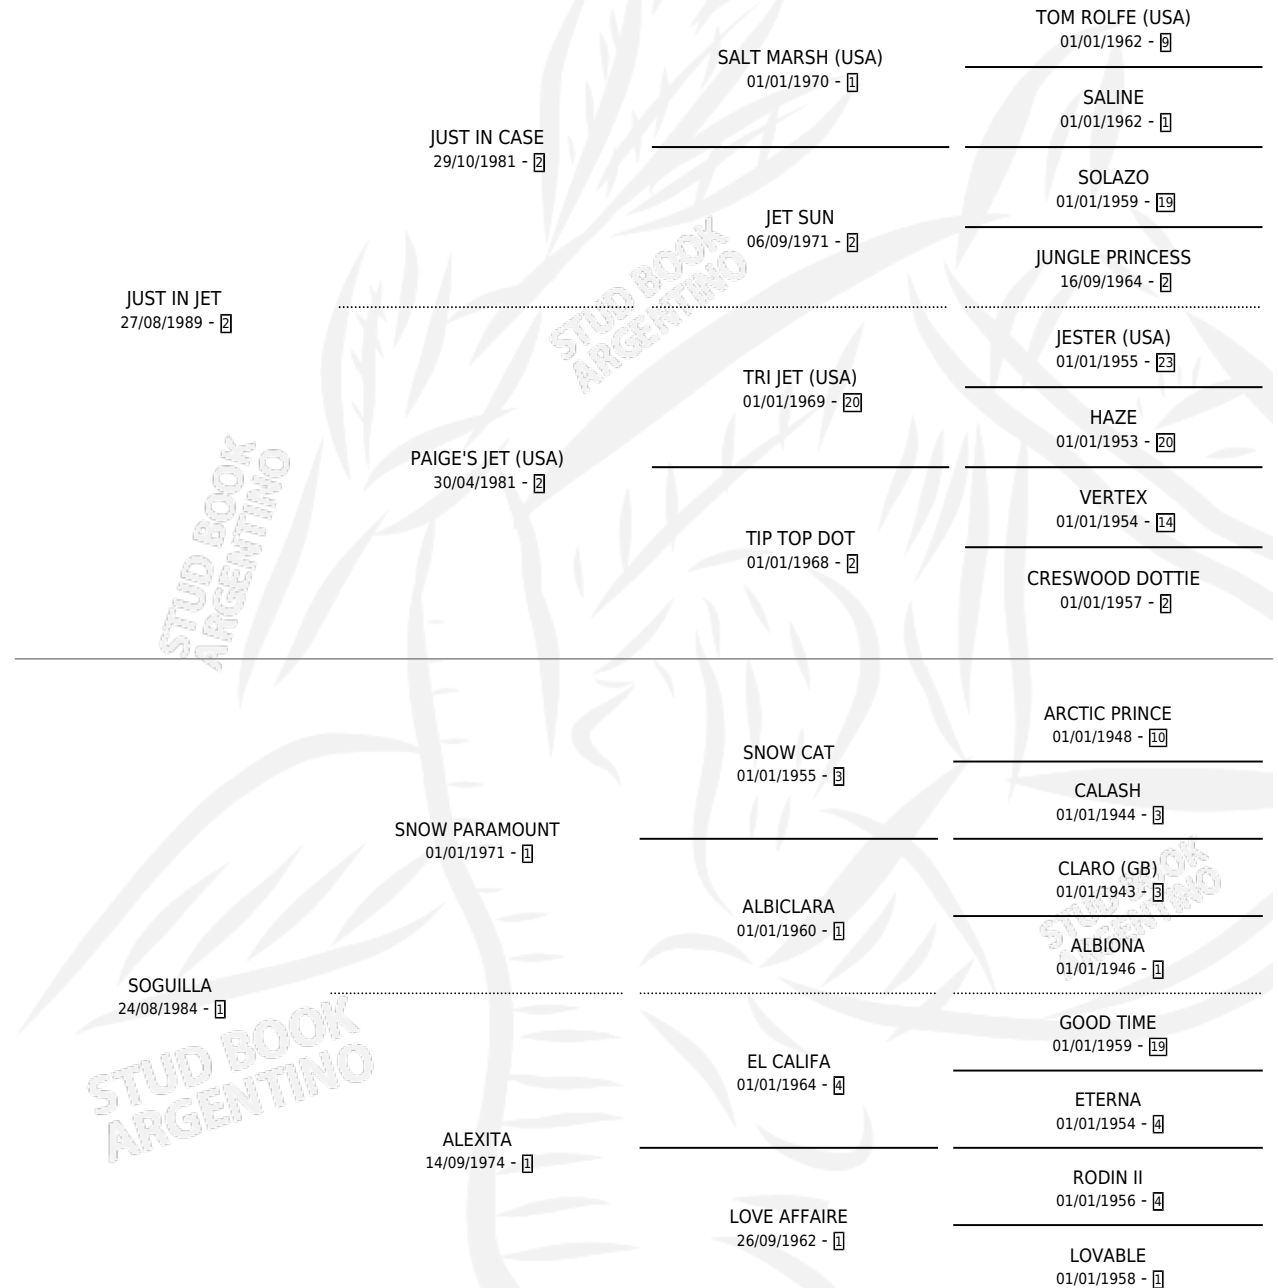 TOM ROLFE (USA)
01/01/1962 - 9
SALT MARSH (USA)
01/01/1970 - 1
SALINE
01/01/1962 - 1
JUST IN CASE
29/10/1981 - 2
SOLAZO
01/01/1959 - 19
JET SUN
06/09/1971 - 2
JUNGLE PRINCESS
16/09/1964 - 2
JUST IN JET
27/08/1989 - 2
JESTER (USA)
01/01/1955 - 23
TRI JET (USA)
01/01/1969 - 20
HAZE
01/01/1953 - 20
PAIGE'S JET (USA)
30/04/1981 - 2
VERTEX
01/01/1954 - 14
TIP TOP DOT
01/01/1968 - 2
CRESWOOD DOTTIE
01/01/1957 - 2
ARCTIC PRINCE
01/01/1948 - 10
SNOW CAT
01/01/1955 - 3
CALASH
01/01/1944 - 3
SNOW PARAMOUNT
01/01/1971 - 1
CLARO (GB)
01/01/1943 - 3
ALBICLARA
01/01/1960 - 1
ALBIONA
01/01/1946 - 1
SOGUILLA
24/08/1984 - 1
GOOD TIME
01/01/1959 - 19
EL CALIFA
01/01/1964 - 4
ETERNA
01/01/1954 - 4
ALEXITA
14/09/1974 - 1
RODIN II
01/01/1956 - 4
LOVE AFFAIRE
26/09/1962 - 1
LOVABLE
01/01/1958 - 1
STUD BOOK
ARGENTINO
STUD BOOK
ARGENTINO
STUD BOOK
ARGENTINO
STUD BOOK
ARGENTINO